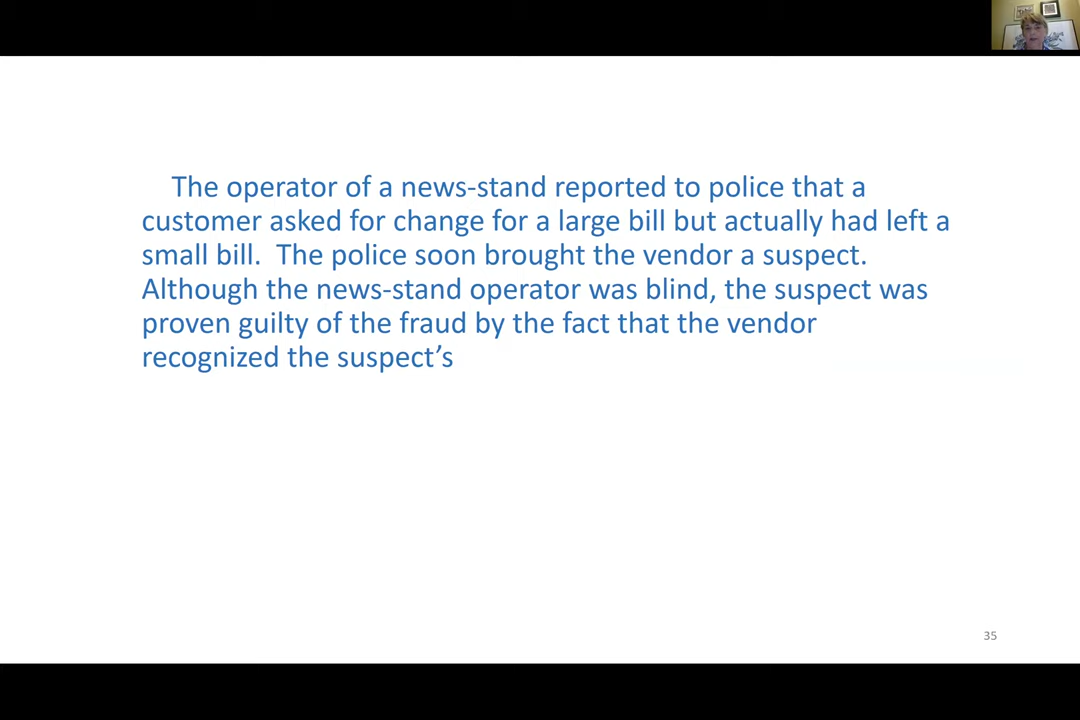 The operator of a news-stand reported to police that a
customer asked for change for a large bill but actually had left a
small bill.  The police soon brought the vendor a suspect.
Although the news-stand operator was blind, the suspect was
proven guilty of the fraud by the fact that the vendor
recognized the suspect’s
35